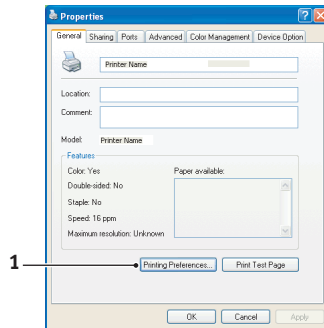 Properties
General Sharing Ports Advanced Color Management Device Option
Printer Name
Location:
Comment:
Model: Printer Name
Features
Color: Yes Paper available:
Double-sided: No
Staple: No
Speed: 16 ppm
Maximum resolution: Unknown
1 Printing Preferences... Print Test Page
OK Cancel Apply